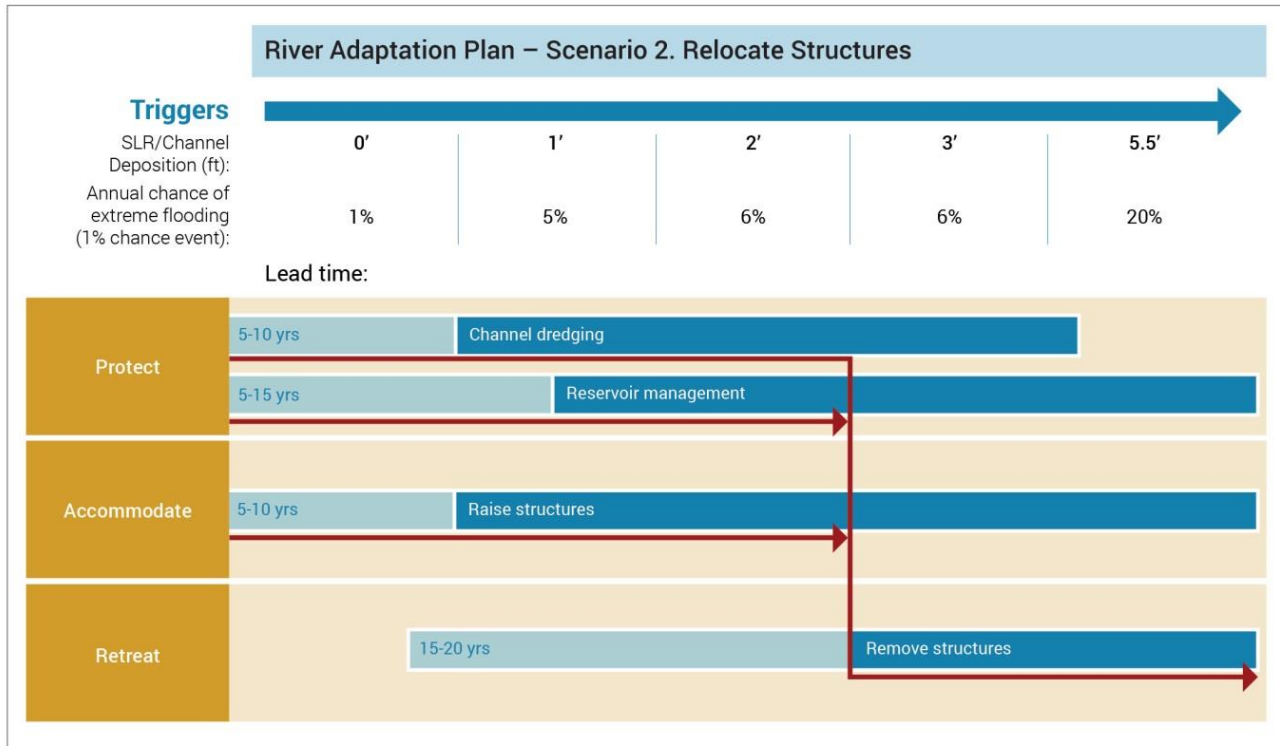 River Adaptation Plan – Scenario 2. Relocate Structures
Triggers
SLR/Channel
Deposition (ft):
0’ 1’ 2’ 3’ 5.5’
Annual chance of
extreme flooding
(1% chance event):
1% 5% 6% 6% 20%
Lead time:
Protect
5-10 yrs Channel dredging
5-15 yrs Reservoir management
Accommodate
5-10 yrs Raise structures
Retreat
15-20 yrs Remove structures